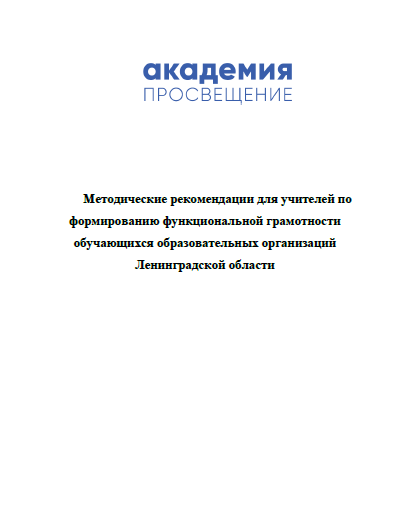 академия
ПРОСВЕЩЕНИЕ
Методические рекомендации для учителей по
формированию функциональной грамотности
обучающихся образовательных организаций
Ленинградской области